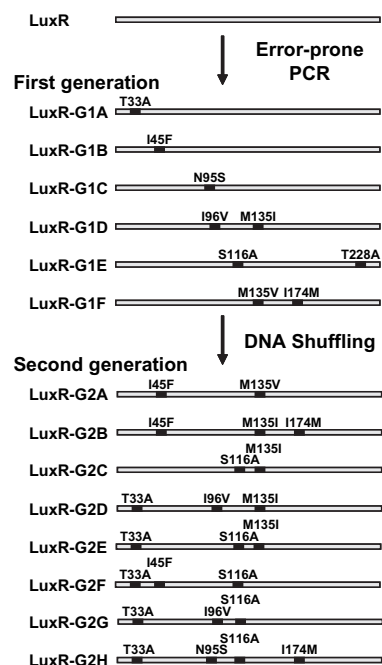 LuxR
Error-prone
PCR
First generation
T33A
LuxR-G1A
I45F
LuxR-G1B
N95S
LuxR-G1C
I96V M135I
LuxR-G1D
S116A T228A
LuxR-G1E
M135V I174M
LuxR-G1F
DNA Shuffling
Second generation
I45F M135V
LuxR-G2A
I45F M135I I174M
LuxR-G2B
M135I
S116A
LuxR-G2C
T33A I96V M135I
LuxR-G2D
M135I
T33A S116A
LuxR-G2E
I45F
T33A S116A
LuxR-G2F
S116A
T33A I96V
LuxR-G2G
S116A
T33A N95S I174M
LuxR-G2H